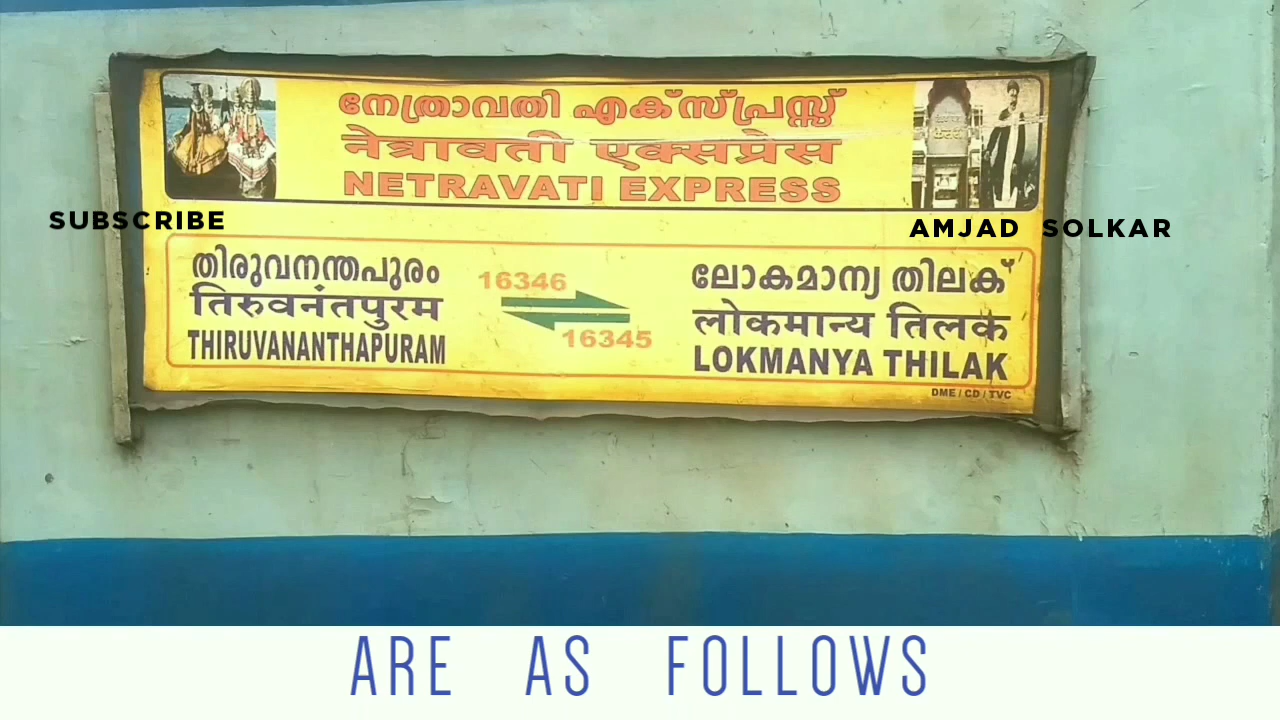 നേത്രാവതി എക്സ്പ്രസ്സ്
नेत्रावती एक्सप्रेस
NETRAVATI EXPRESS
SUBSCRIBE
AMJAD SOLKAR
തിരുവനന്തപുരം
तिरुवनंतपुरम
THIRUVANANTHAPURAM
16346
16345
ലോകമാന്യ തിലക്
लोकमान्य तिलक
LOKMANYA THILAK
DME / CD / TVC
ARE AS FOLLOWS